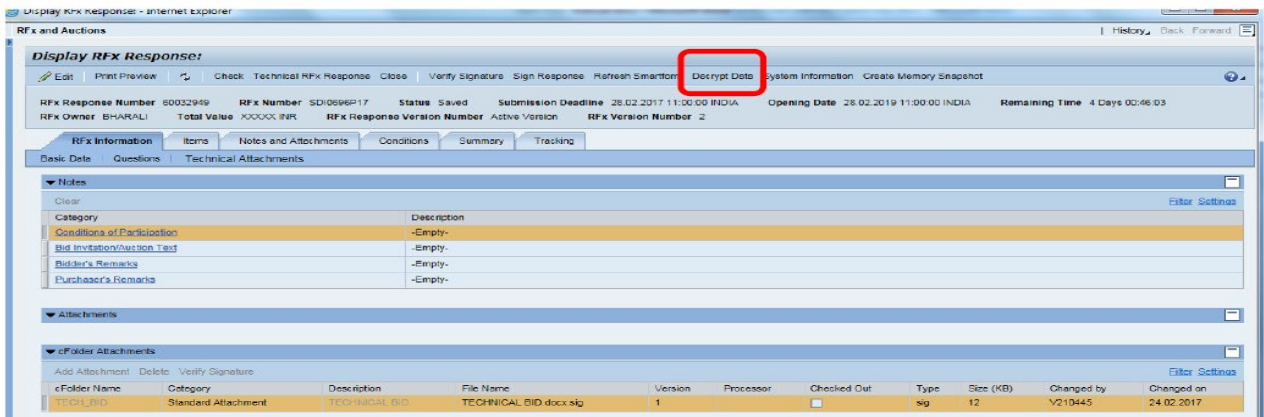 Display RFx Response: - Internet Explorer
RFx and Auctions | History Back Forward
Display RFx Response:
Edit | Print Preview | Check Technical RFx Response Close | Verify Signature Sign Response Refresh Smartform Decrypt Data System Information Create Memory Snapshot
RFx Response Number 60032949 RFx Number SDI0696P17 Status Saved Submission Deadline 28.02.2017 11:00:00 INDIA Opening Date 28.02.2019 11:00:00 INDIA Remaining Time 4 Days 00:46:03
RFx Owner BHARALI Total Value XXXXX INR RFx Response Version Number Active Version RFx Version Number 2
RFx Information Items Notes and Attachments Conditions Summary Tracking
Basic Data | Questions | Technical Attachments
Notes
Clear Filter Settings
Category Description
Conditions of Participation -Empty-
Bid Invitation/Auction Text -Empty-
Bidder's Remarks -Empty-
Purchaser's Remarks -Empty-
Attachments
cFolder Attachments
Add Attachment Delete Verify Signature Filter Settings
cFolder Name Category Description File Name Version Processor Checked Out Type Size (KB) Changed by Changed on
TECH_BID Standard Attachment TECHNICAL BID TECHNICAL BID.docx.sig 1 sig 12 V210445 24.02.2017